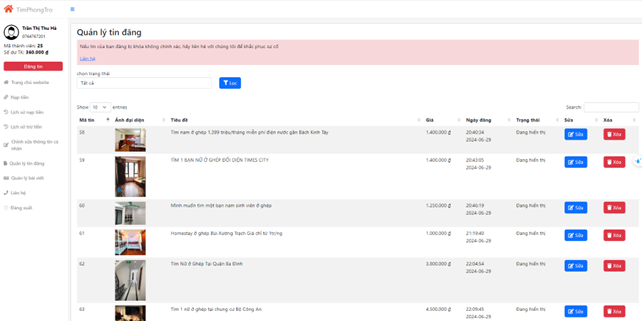 TimPhongTro
Trần Thị Thu Hà
0764767201
Mã thành viên: 25
Số dư TK: 360.000 ₫
Đăng tin
Trang chủ website
Nạp tiền
Lịch sử nạp tiền
Lịch sử trừ tiền
Chỉnh sửa thông tin cá nhân
Quản lý tin đăng
Quản lý bài viết
Liên hệ
Đăng xuất
Quản lý tin đăng
Nếu tin của bạn đăng bị khóa không chính xác, hãy liên hệ với chúng tôi để khắc phục sự cố
Liên hệ
chọn trạng thái
Tất cả
Lọc
Show 10 entries
Search:
Mã tin Ảnh đại diện Tiêu đề Giá Ngày đăng Trạng thái Sửa Xóa
58 Tìm nam ở ghép 1.399 triệu/tháng miễn phí điện nước gần Bách Kinh Xây 1.400.000 ₫ 20:40:34 2024-06-29 Đang hiển thị Sửa Xóa
59 TÌM 1 BẠN NỮ Ở GHÉP ĐỐI DIỆN TIMES CITY 1.400.000 ₫ 20:43:05 2024-06-29 Đang hiển thị Sửa Xóa
60 Mình muốn tìm một bạn nam sinh viên ở ghép 1.250.000 ₫ 20:46:19 2024-06-29 Đang hiển thị Sửa Xóa
61 Homestay ở ghép Bùi Xương Trạch Giá chỉ từ 1tr/ng 1.000.000 ₫ 21:19:40 2024-06-29 Đang hiển thị Sửa Xóa
62 Tìm Nữ ở Ghép Tại Quận Ba Đình 3.800.000 ₫ 22:04:54 2024-06-29 Đang hiển thị Sửa Xóa
63 Tìm 1 nữ ở ghép tại chung cư Bộ Công An 4.500.000 ₫ 22:09:45 2024-06-29 Đang hiển thị Sửa Xóa